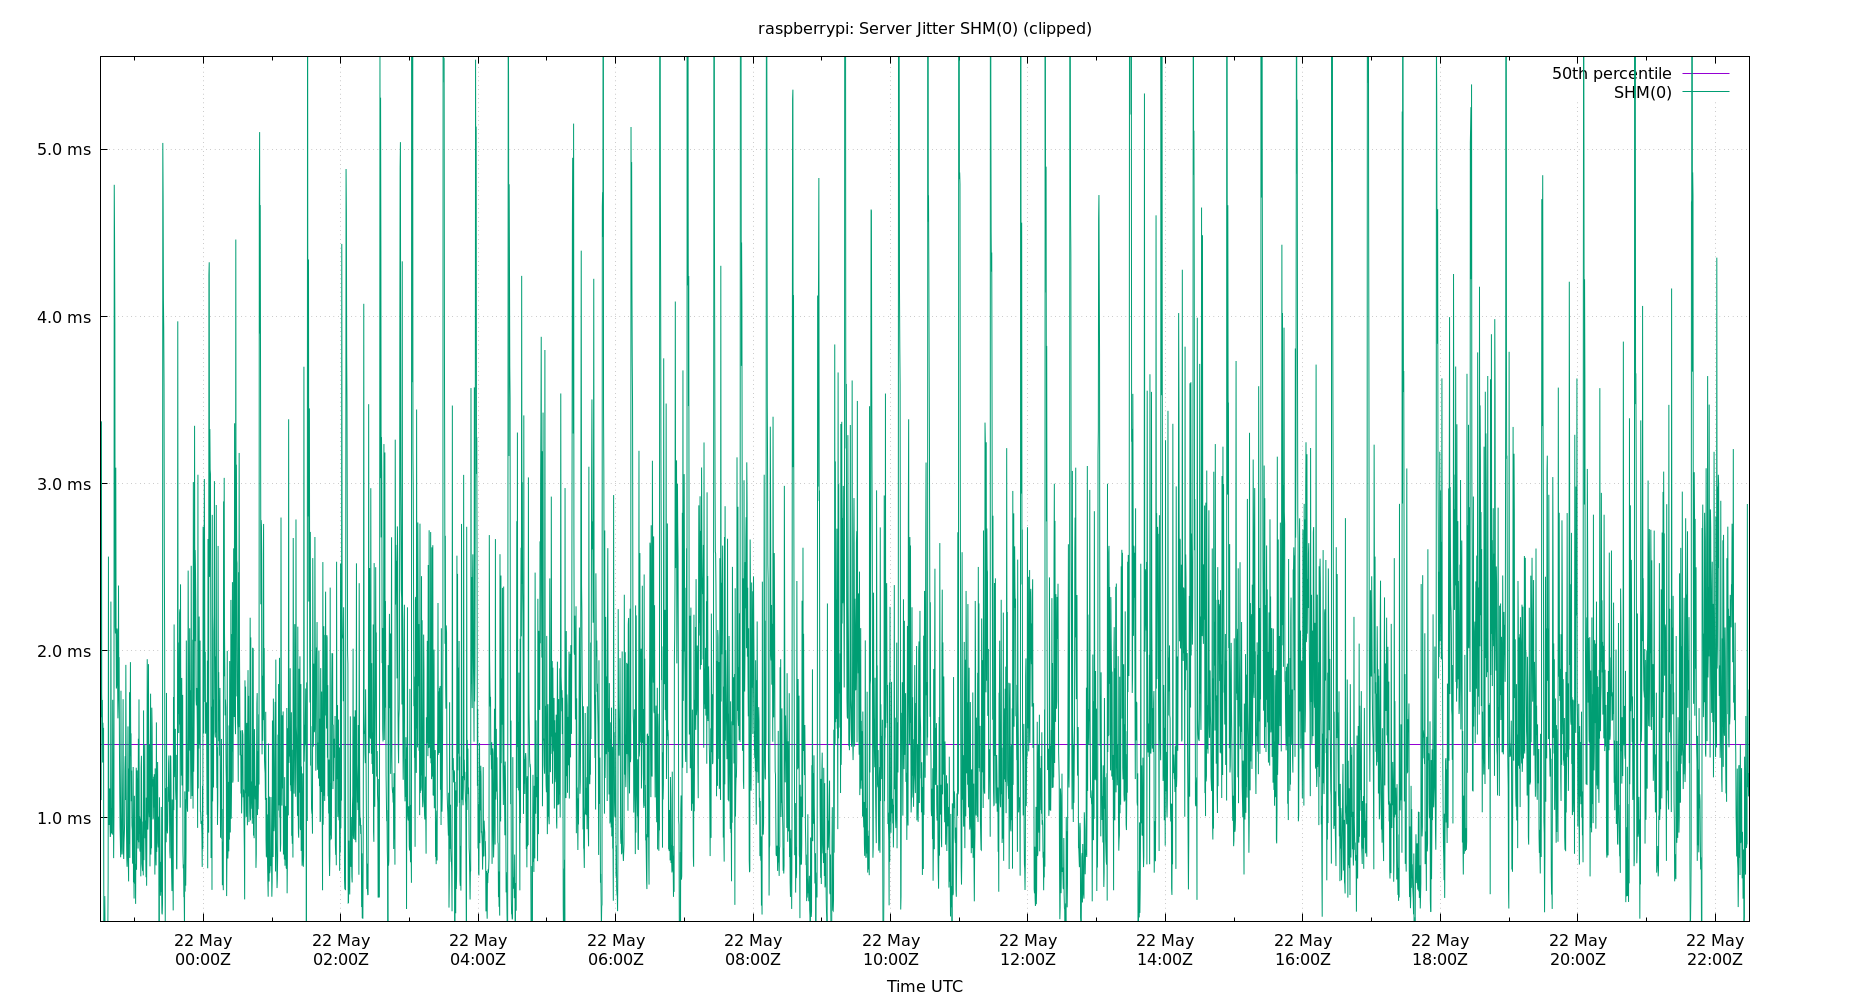 raspberrypi: Server Jitter SHM(0) (clipped)
50th percentile
SHM(0)
5.0 ms
4.0 ms
3.0 ms
2.0 ms
1.0 ms
22 May 22 May 22 May 22 May 22 May 22 May 22 May 22 May 22 May 22 May 22 May 22 May
00:00Z 02:00Z 04:00Z 06:00Z 08:00Z 10:00Z 12:00Z 14:00Z 16:00Z 18:00Z 20:00Z 22:00Z
Time UTC